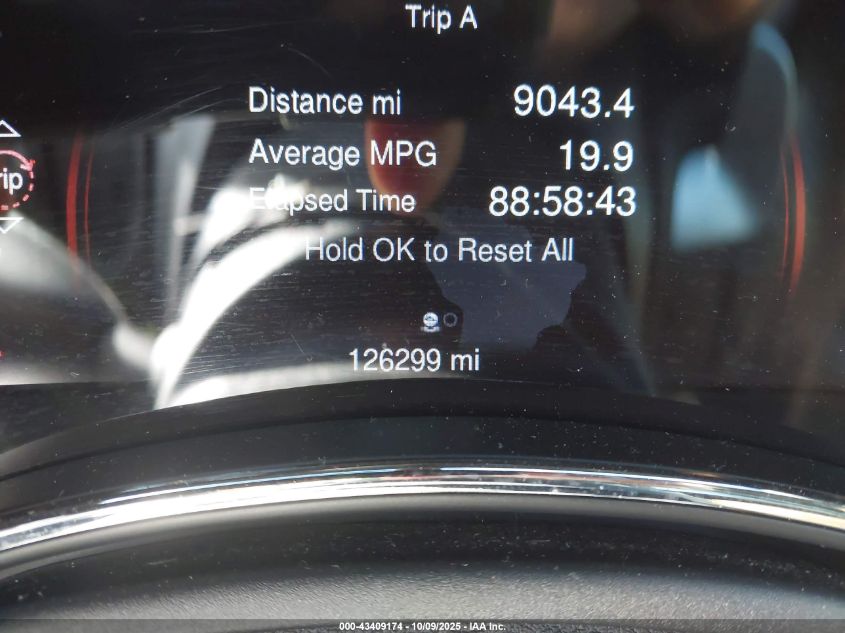 Trip A
Distance mi 9043.4
Average MPG 19.9
rip
Elapsed Time 88:58:43
Hold OK to Reset All
126299 mi
000-43409174 - 10/09/2025 - IAA Inc.